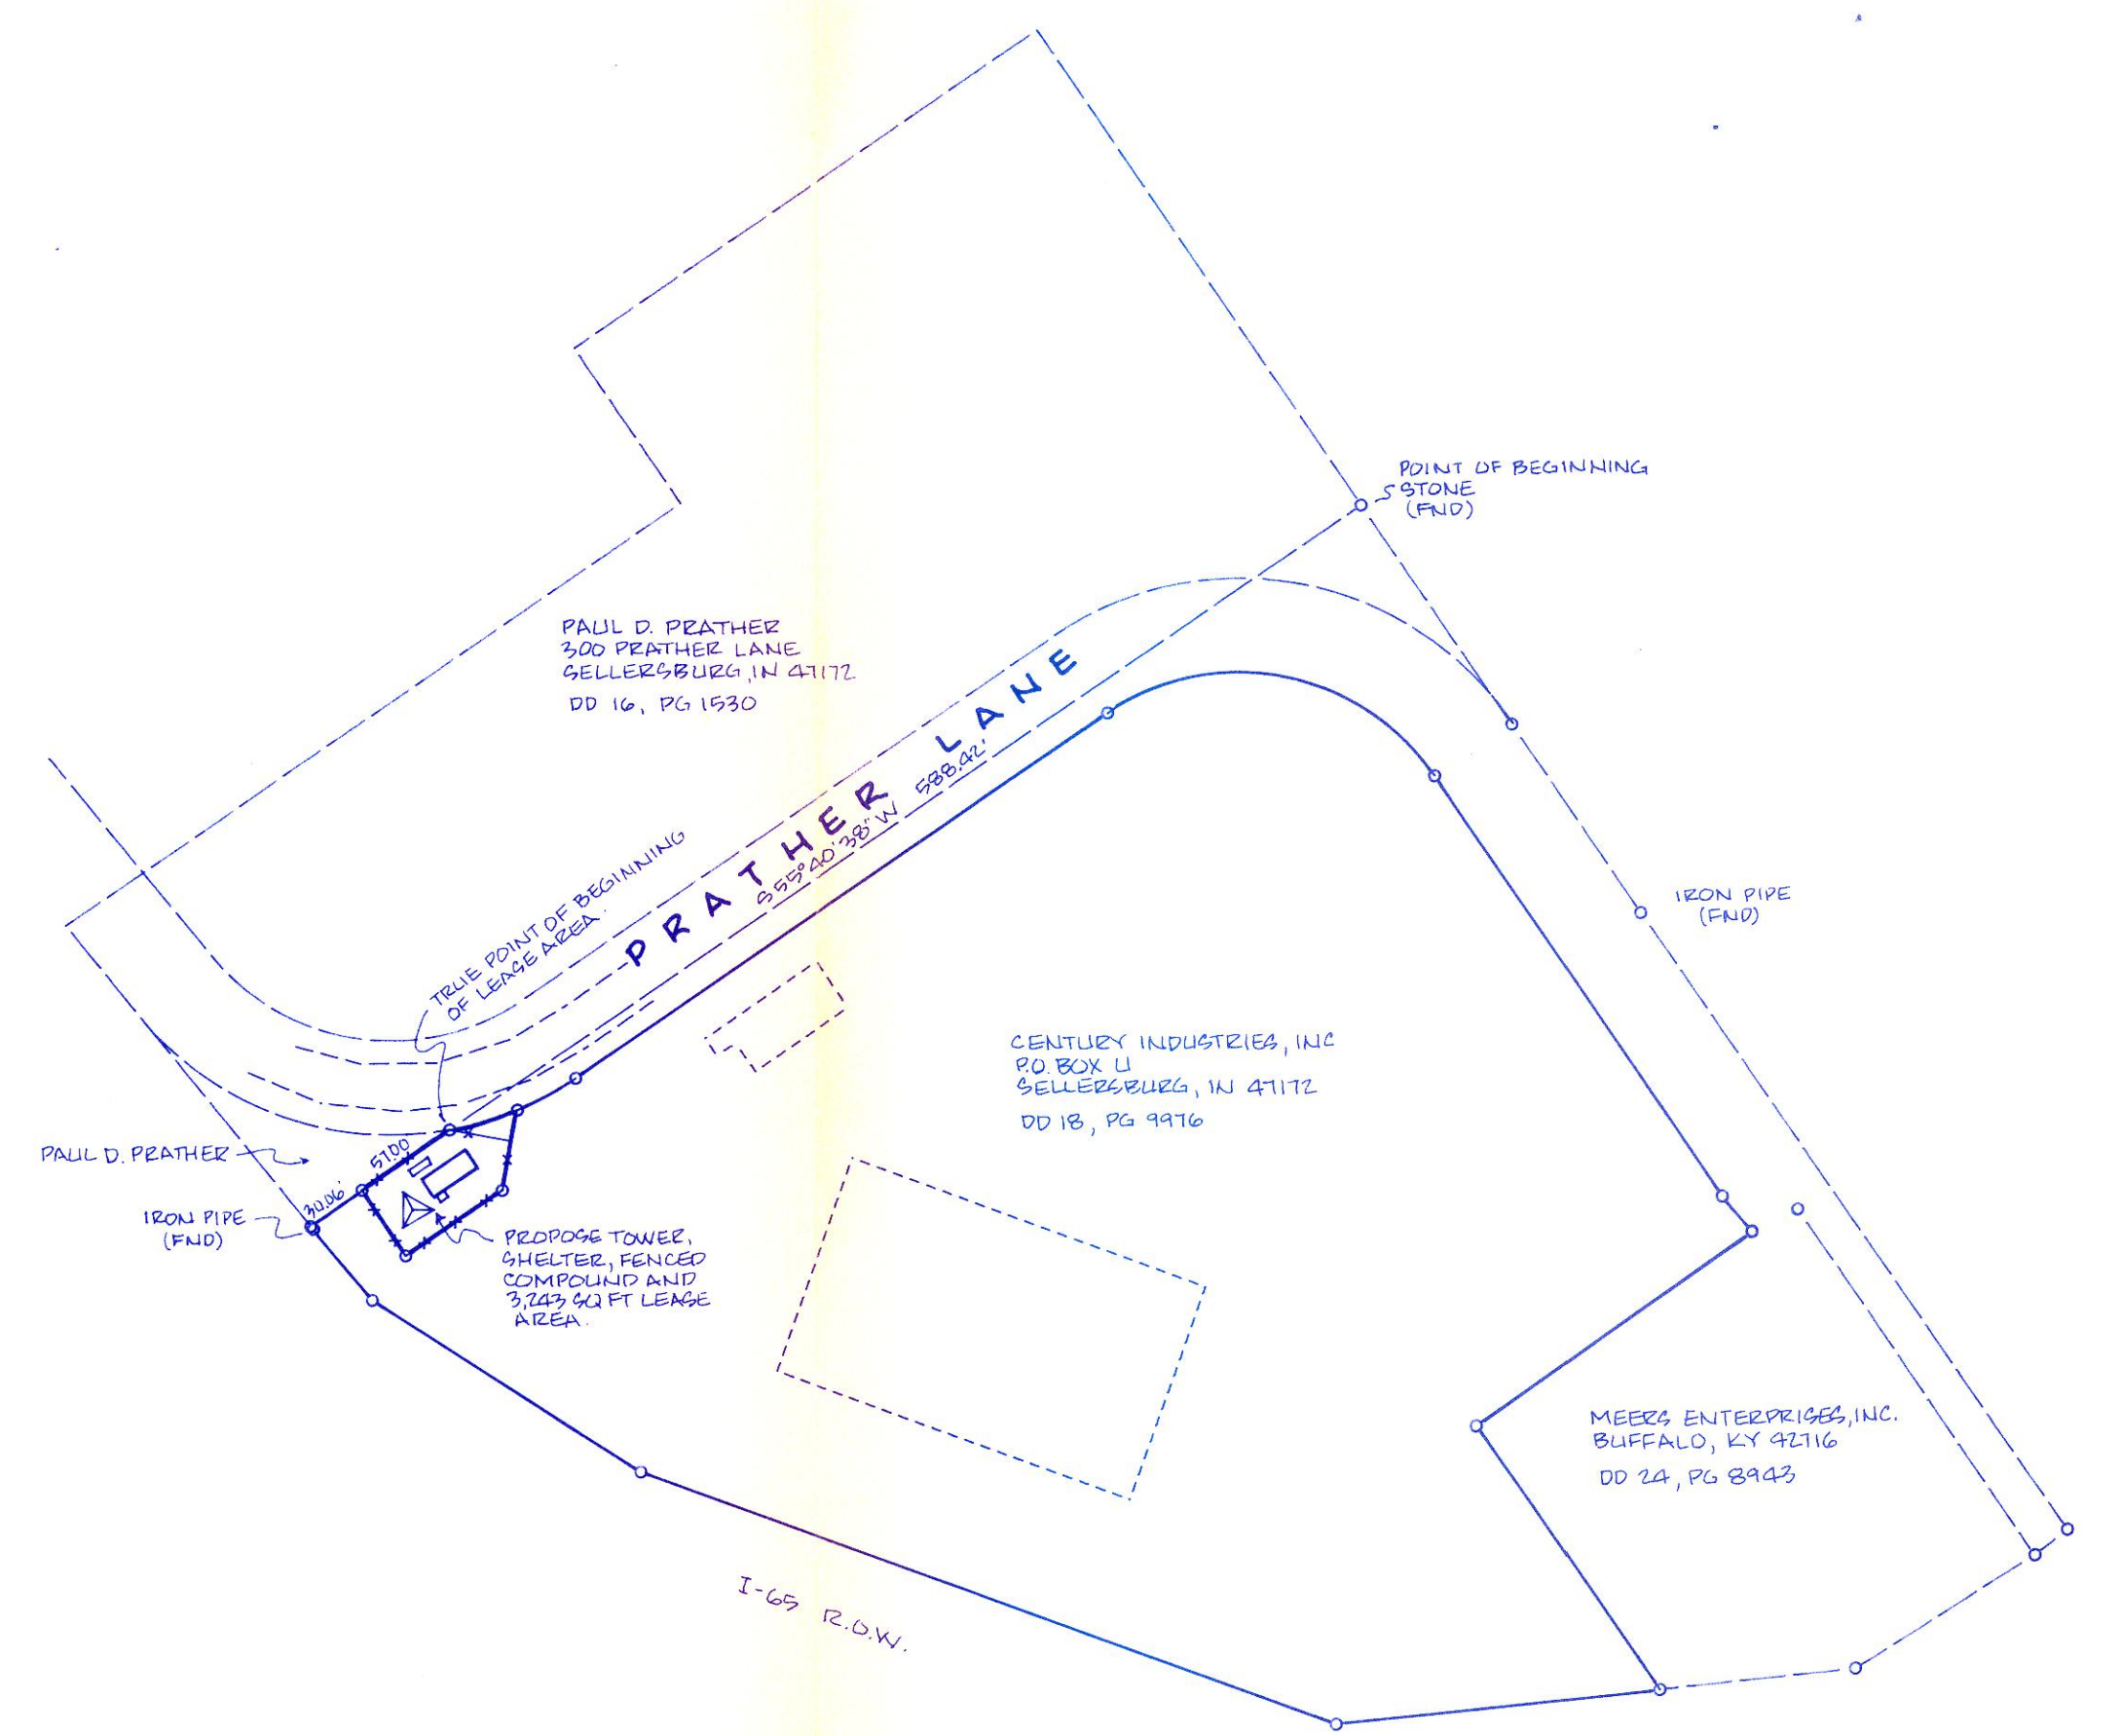 POINT OF BEGINNING
STONE
(FND)
PAUL D. PRATHER
300 PRATHER LANE
SELLERSBURG, IN 47172
DD 16, PG 1530
PRATHER LANE
S55°40'38"W 588.42'
TRUE POINT OF BEGINNING
OF LEASE AREA.
IRON PIPE
(FND)
CENTURY INDUSTRIES, INC
P.O. BOX U
SELLERSBURG, IN 47172
DD 18, PG 9976
PAUL D. PRATHER
57.00
30.06'
IRON PIPE
(FND)
PROPOSE TOWER,
SHELTER, FENCED
COMPOUND AND
3,243 SQ FT LEASE
AREA.
MEERS ENTERPRISES, INC.
BUFFALO, KY 42716
DD 24, PG 8943
I-65 R.O.W.